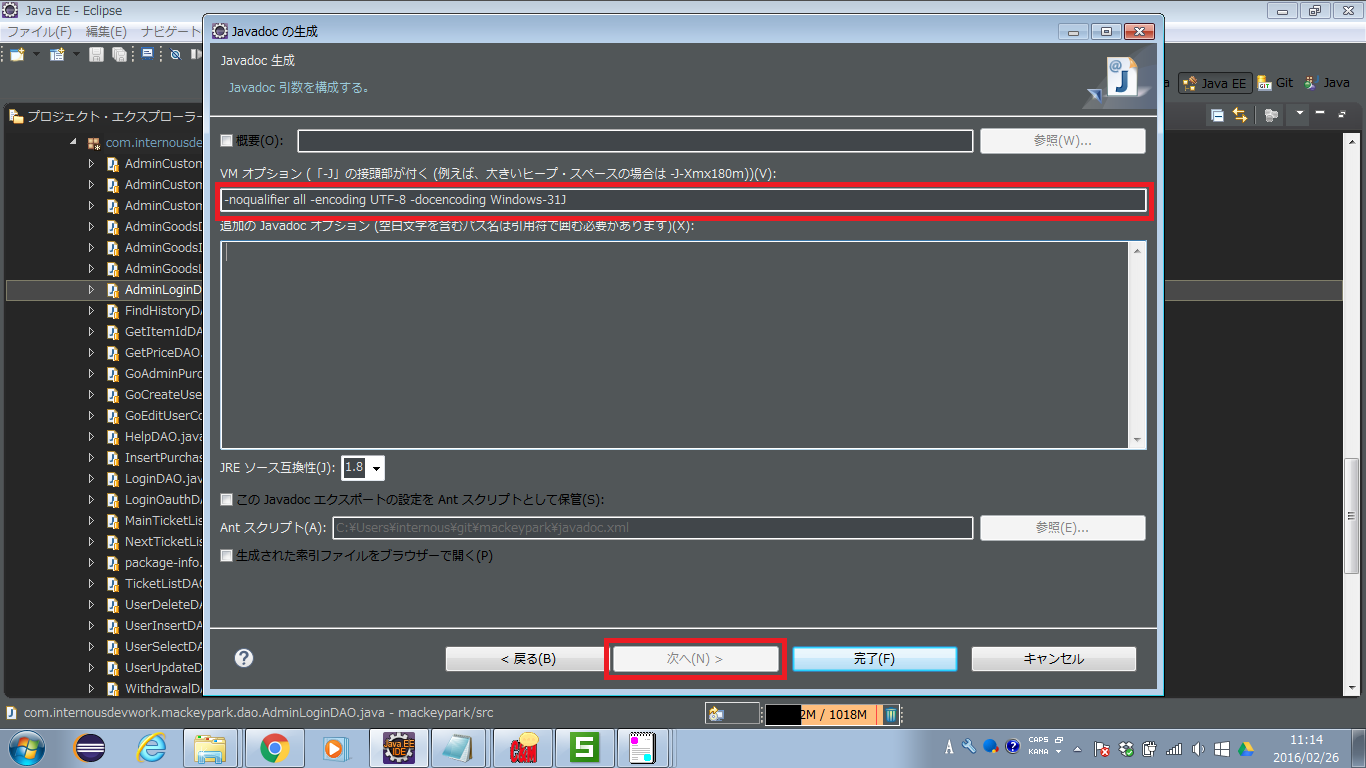 Java EE - Eclipse
ファイル(F) 編集(E) ナビゲート
Javadoc の生成
Javadoc 生成
Javadoc 引数を構成する。
Java EE
Git
Java
プロジェクト・エクスプローラー
com.internousde
AdminCustom
AdminCustom
AdminCustom
AdminGoodsD
AdminGoodsI
AdminGoodsL
AdminLoginD
FindHistoryDA
GetItemIdDA
GetPriceDAO.
GoAdminPurc
GoCreateUse
GoEditUserCo
HelpDAO.java
InsertPurchas
LoginDAO.jav
LoginOauthDA
MainTicketLis
NextTicketLis
package-info.
TicketListDAO
UserDeleteDA
UserInsertDA
UserSelectDA
UserUpdateD
WithdrawalDA
概要(O):
参照(W)...
VM オプション (「-J」の接頭部が付く (例えば、大きいヒープ・スペースの場合は -J-Xmx180m))(V):
-noqualifier all -encoding UTF-8 -docencoding Windows-31J
追加の Javadoc オプション (空白文字を含むパス名は引用符で囲む必要があります)(X):
JRE ソース互換性(J): 1.8
この Javadoc エクスポートの設定を Ant スクリプトとして保管(S):
Ant スクリプト(A): C:¥Users¥internous¥git¥mackeypark¥javadoc.xml
参照(E)...
生成された索引ファイルをブラウザーで開く(P)
< 戻る(B)
次へ(N) >
完了(F)
キャンセル
com.internousdevwork.mackeypark.dao.AdminLoginDAO.java - mackeypark/src
2M / 1018M
Java EE
IDE
S
A
CAPS
KANA
11:14
2016/02/26